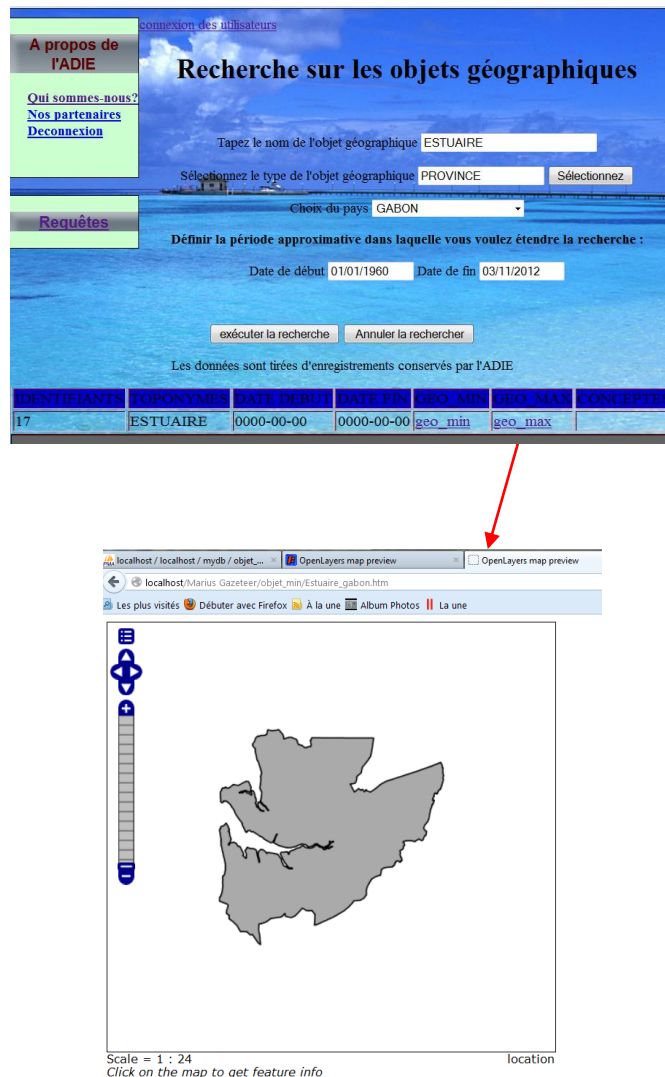 connexion des utilisateurs
A propos de
l'ADIE
Recherche sur les objets géographiques
Qui sommes-nous?
Nos partenaires
Deconnexion
Tapez le nom de l'objet géographique ESTUAIRE
Sélectionnez le type de l'objet géographique PROVINCE Sélectionnez
Choix du pays GABON
Requêtes
Définir la période approximative dans laquelle vous voulez étendre la recherche :
Date de début 01/01/1960 Date de fin 03/11/2012
exécuter la recherche Annuler la rechercher
Les données sont tirées d'enregistrements conservés par l'ADIE
IDENTIFIANTS TOPONYMES DATE DEBUT DATE FIN GEO_MIN GEO_MAX CONCEPTE
17 ESTUAIRE 0000-00-00 0000-00-00 geo_min geo_max
localhost / localhost / mydb / objet_... OpenLayers map preview OpenLayers map preview
localhost/Marius Gazeteer/objet_min/Estuaire_gabon.htm
Les plus visités Débuter avec Firefox À la une Album Photos La une
Scale = 1 : 24 location
Click on the map to get feature info